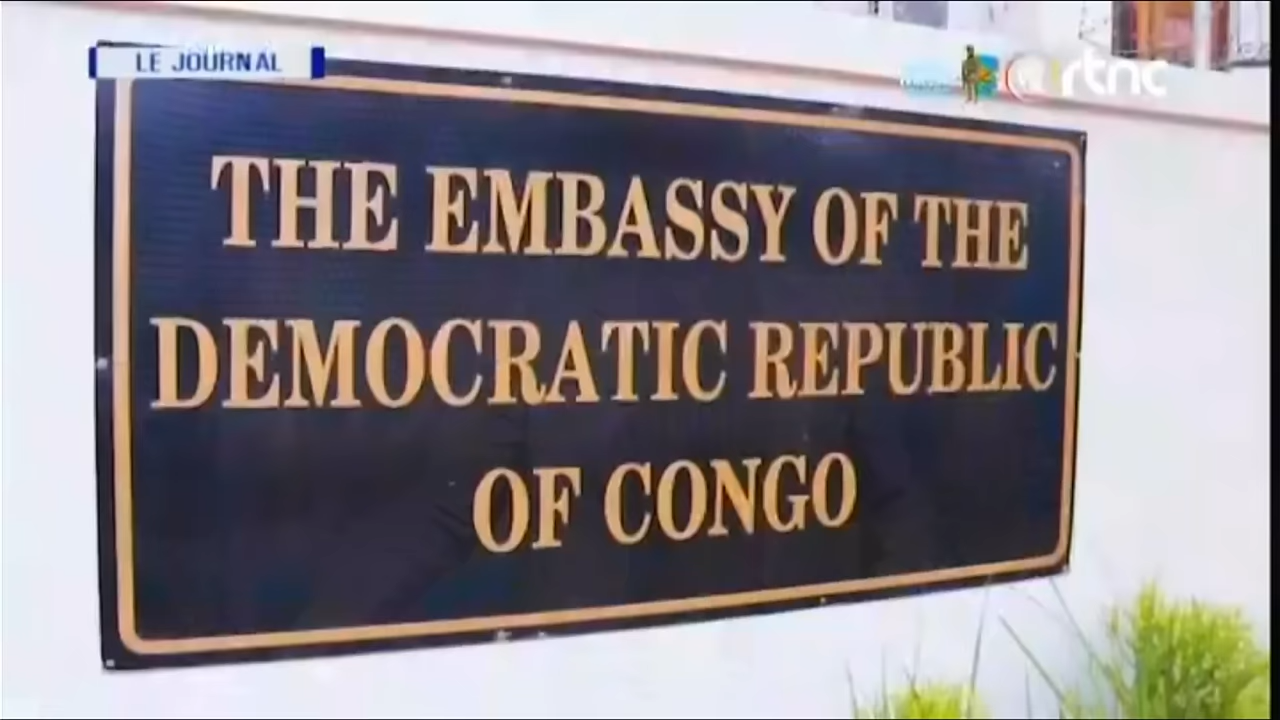 LE JOURNAL
rtnc
THE EMBASSY OF THE
DEMOCRATIC REPUBLIC
OF CONGO